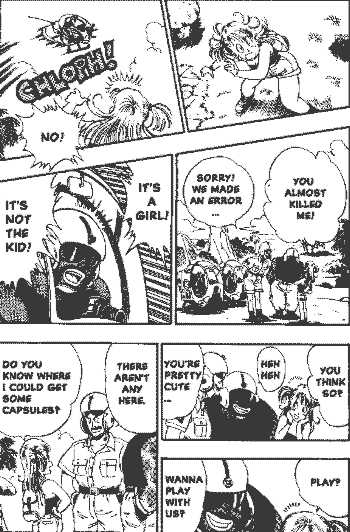 CHLOPH!
NO!
IT'S
NOT
THE
KID!
IT'S
A
GIRL!
SORRY!
WE MADE
AN ERROR
...
YOU
ALMOST
KILLED
ME!
DO YOU
KNOW WHERE
I COULD GET
SOME
CAPSULES?
THERE
AREN'T
ANY
HERE.
YOU'RE
PRETTY
CUTE
...
HEH
HEH
YOU
THINK
SO?
WANNA
PLAY
WITH
US?
PLAY?